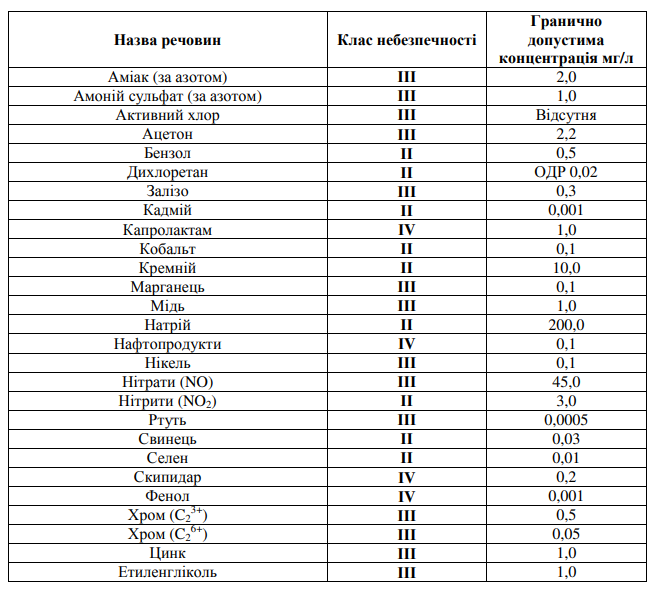 Назва речовин Клас небезпечності Гранично допустима концентрація мг/л
Аміак (за азотом) III 2,0
Амоній сульфат (за азотом) III 1,0
Активний хлор III Відсутня
Ацетон III 2,2
Бензол II 0,5
Дихлоретан II ОДР 0,02
Залізо III 0,3
Кадмій II 0,001
Капролактам IV 1,0
Кобальт II 0,1
Кремній II 10,0
Марганець III 0,1
Мідь III 1,0
Натрій II 200,0
Нафтопродукти IV 0,1
Нікель III 0,1
Нітрати (NO) III 45,0
Нітрити (NO₂) II 3,0
Ртуть III 0,0005
Свинець II 0,03
Селен II 0,01
Скипидар IV 0,2
Фенол IV 0,001
Хром (C₂³⁺) III 0,5
Хром (C₂⁶⁺) III 0,05
Цинк III 1,0
Етиленгліколь III 1,0